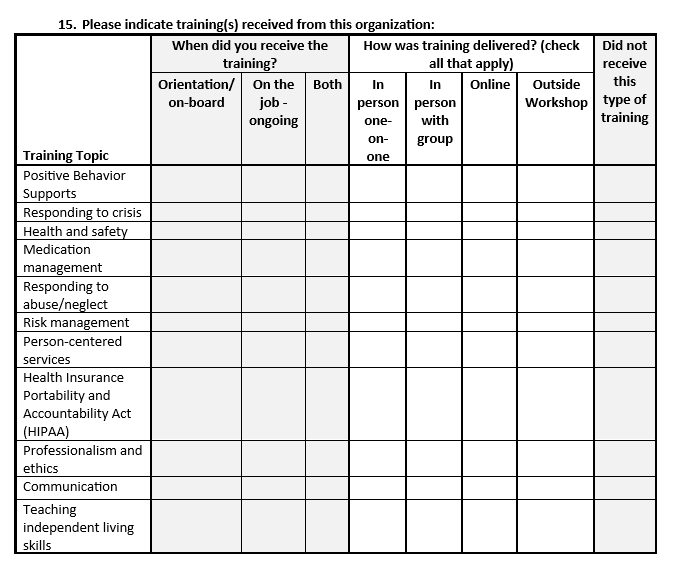 15. Please indicate training(s) received from this organization:
When did you receive the
training?
How was training delivered? (check
all that apply)
Did not
receive
this
type of
training
Training Topic
Orientation/
on-board
On the
job -
ongoing
Both
In
person
one-
on-
one
In
person
with
group
Online
Outside
Workshop
Positive Behavior
Supports
Responding to crisis
Health and safety
Medication
management
Responding to
abuse/neglect
Risk management
Person-centered
services
Health Insurance
Portability and
Accountability Act
(HIPAA)
Professionalism and
ethics
Communication
Teaching
independent living
skills